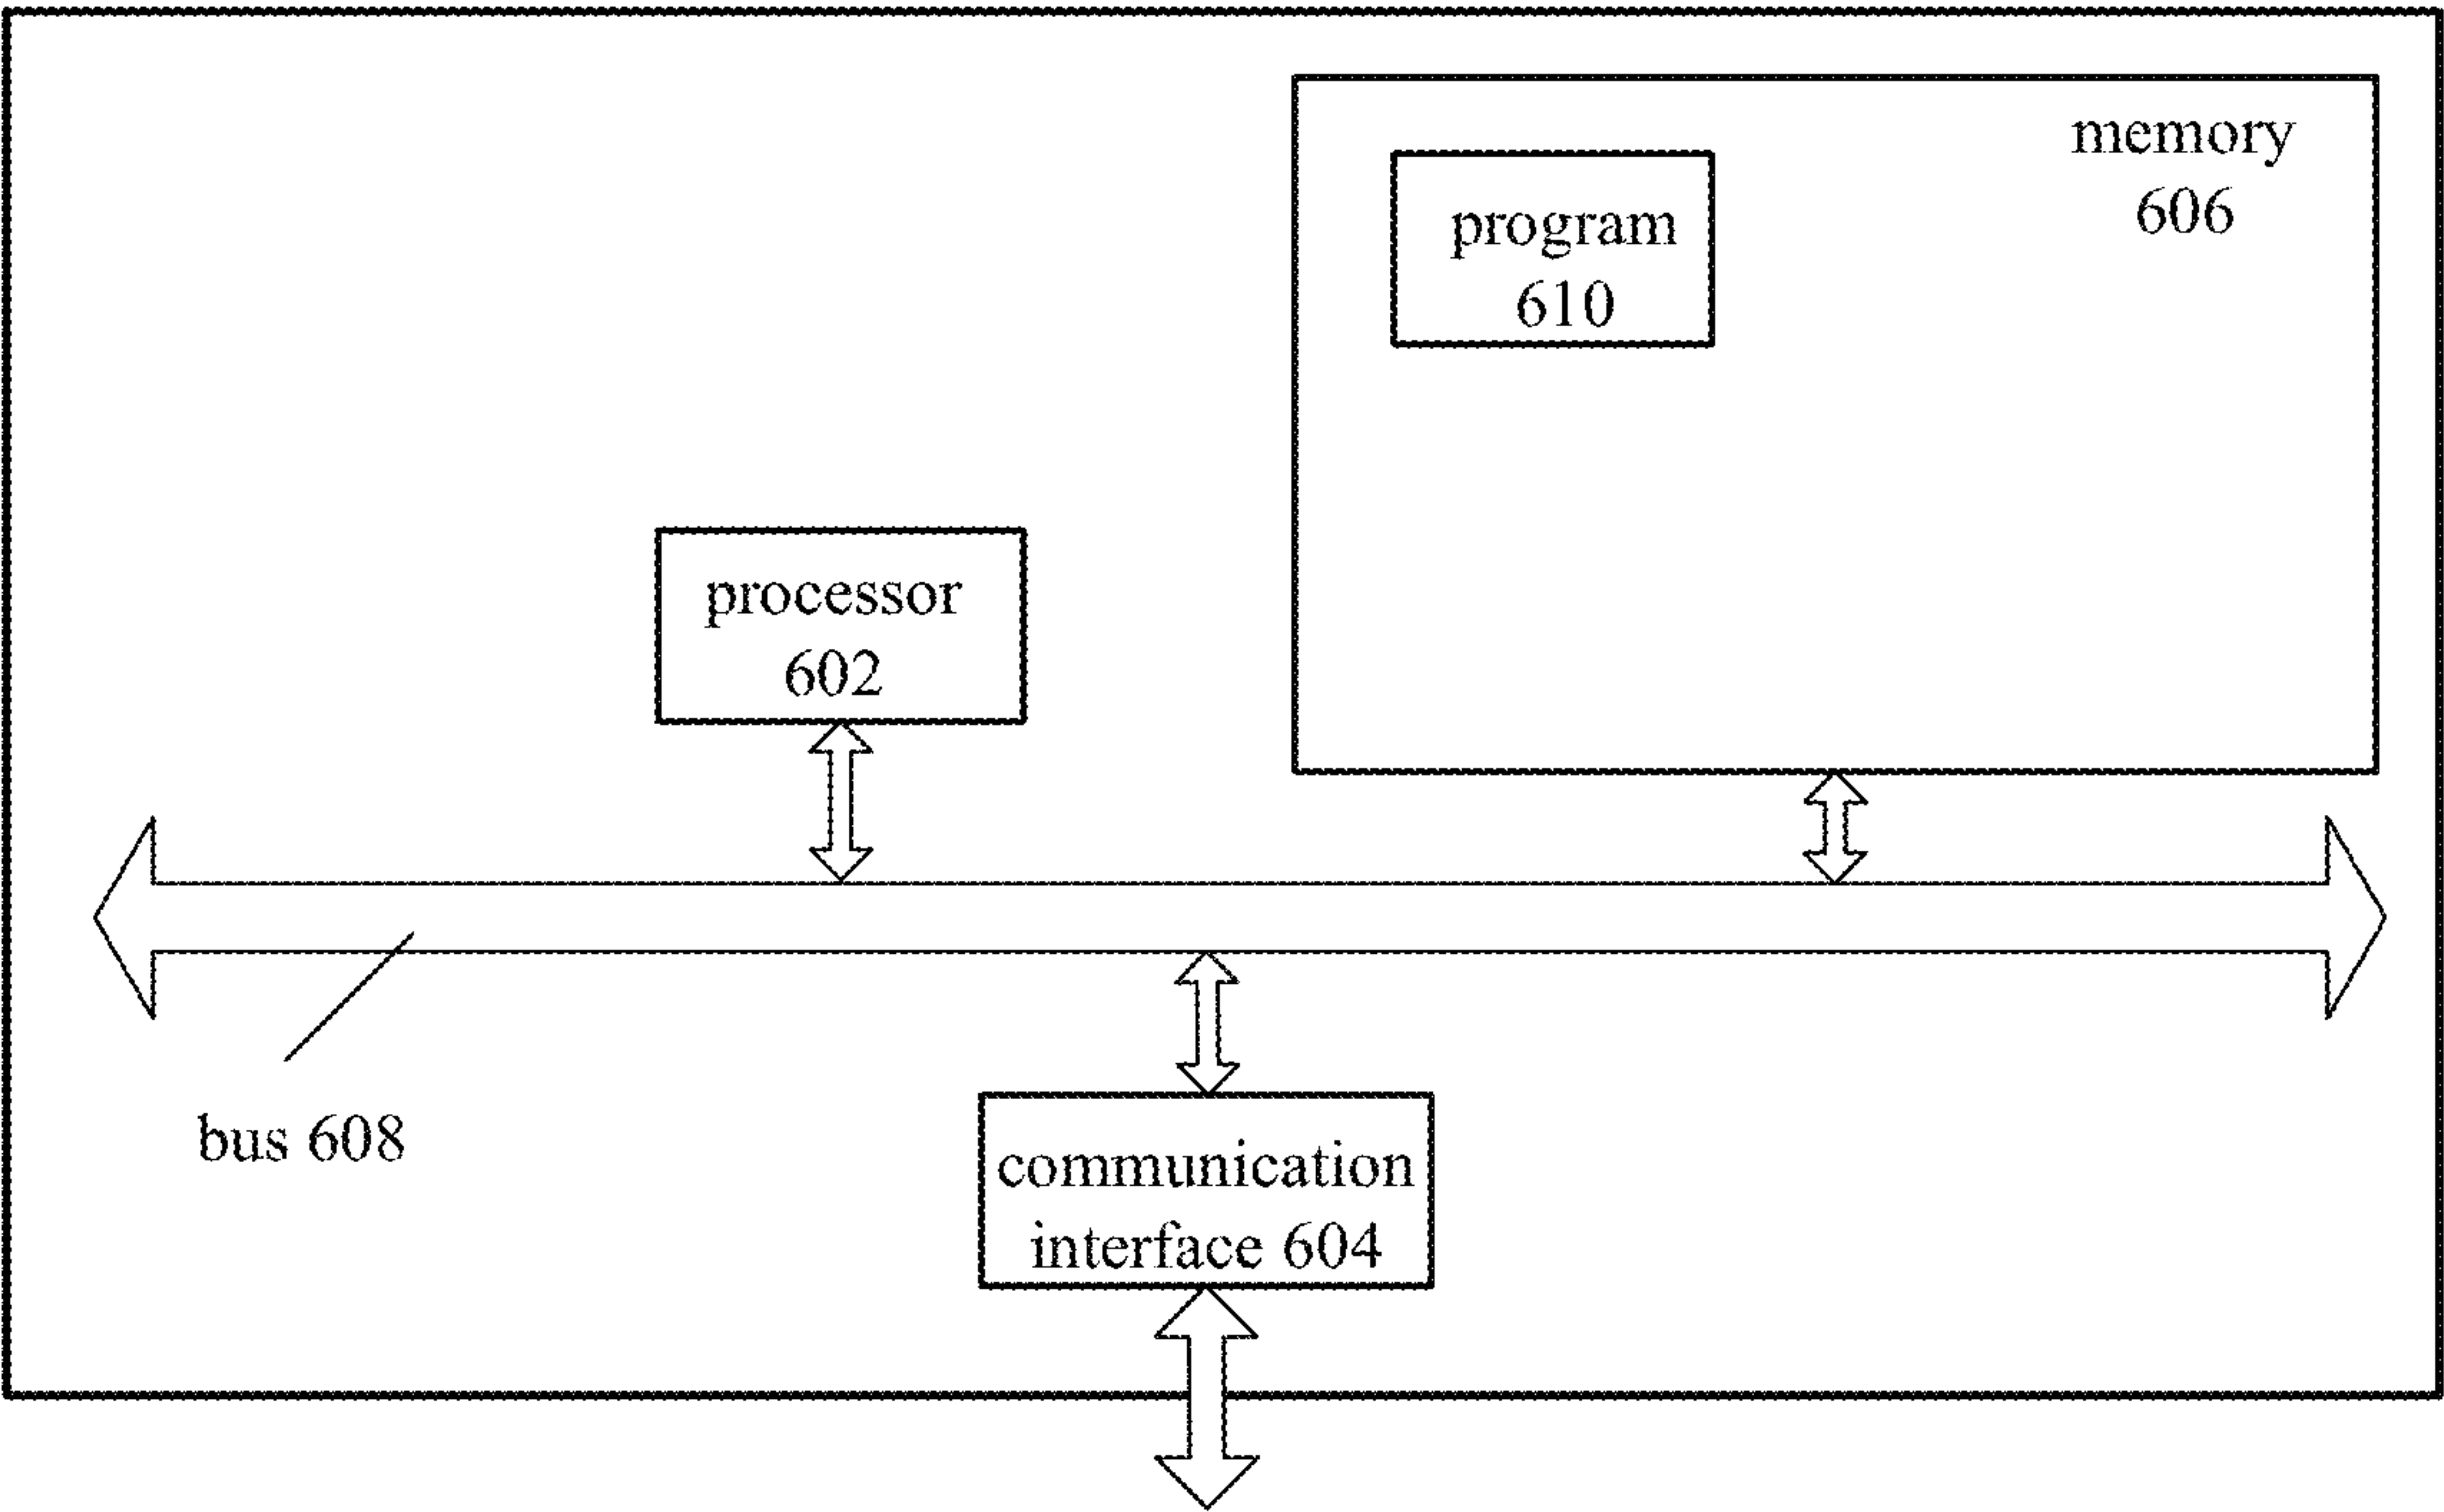 memory
606
program
610
processor
602
bus 608
communication
interface 604